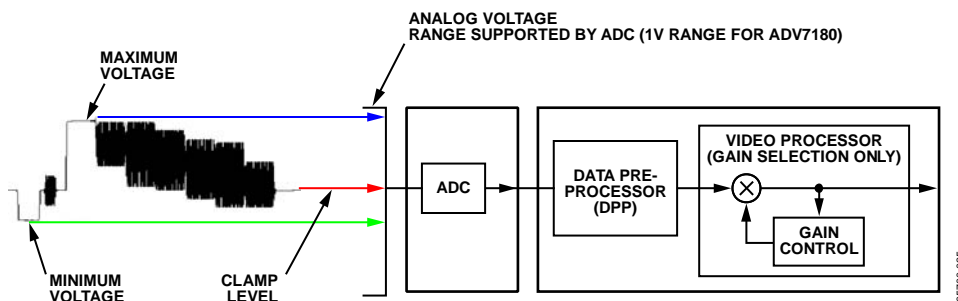 ANALOG VOLTAGE
RANGE SUPPORTED BY ADC (1V RANGE FOR ADV7180)
MAXIMUM
VOLTAGE
VIDEO PROCESSOR
(GAIN SELECTION ONLY)
ADC
DATA PRE-
PROCESSOR
(DPP)
GAIN
CONTROL
MINIMUM
VOLTAGE
CLAMP
LEVEL